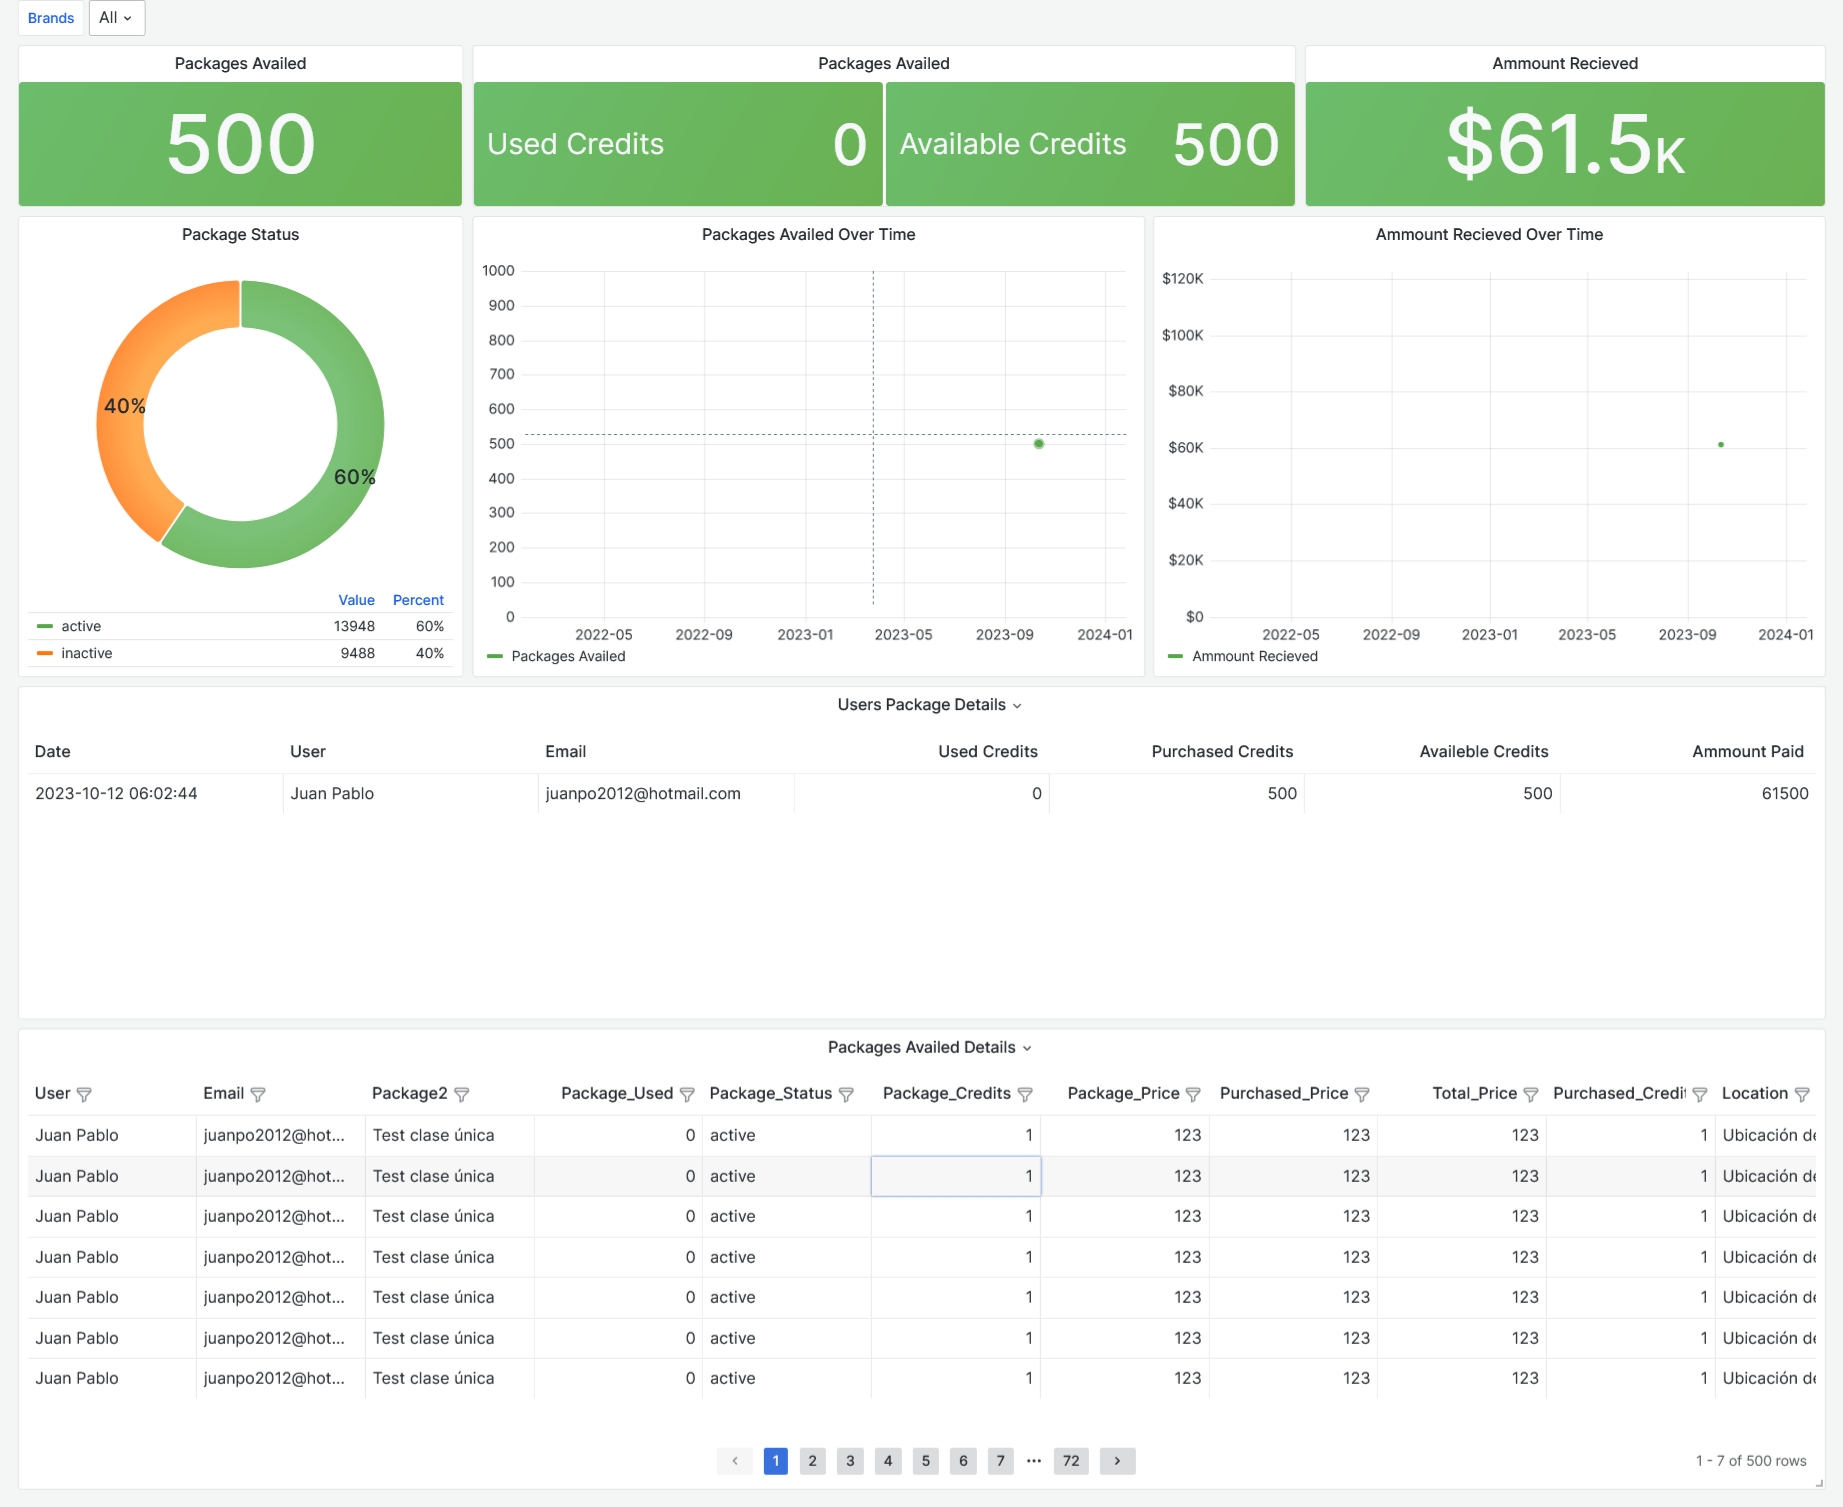 Brands All
Packages Availed
500
Packages Availed
Used Credits 0 Available Credits 500
Ammount Recieved
$61.5K
Package Status
40%
60%
Value Percent
active 13948 60%
inactive 9488 40%
Packages Availed Over Time
1000
900
800
700
600
500
400
300
200
100
0
2022-05 2022-09 2023-01 2023-05 2023-09 2024-01
Packages Availed
Ammount Recieved Over Time
$120K
$100K
$80K
$60K
$40K
$20K
$0
2022-05 2022-09 2023-01 2023-05 2023-09 2024-01
Ammount Recieved
Users Package Details
Date User Email Used Credits Purchased Credits Availeble Credits Ammount Paid
2023-10-12 06:02:44 Juan Pablo juanpo2012@hotmail.com 0 500 500 61500
Packages Availed Details
User Email Package2 Package_Used Package_Status Package_Credits Package_Price Purchased_Price Total_Price Purchased_Credit Location
Juan Pablo juanpo2012@hot... Test clase única 0 active 1 123 123 123 1 Ubicación de
Juan Pablo juanpo2012@hot... Test clase única 0 active 1 123 123 123 1 Ubicación de
Juan Pablo juanpo2012@hot... Test clase única 0 active 1 123 123 123 1 Ubicación de
Juan Pablo juanpo2012@hot... Test clase única 0 active 1 123 123 123 1 Ubicación de
Juan Pablo juanpo2012@hot... Test clase única 0 active 1 123 123 123 1 Ubicación de
Juan Pablo juanpo2012@hot... Test clase única 0 active 1 123 123 123 1 Ubicación de
Juan Pablo juanpo2012@hot... Test clase única 0 active 1 123 123 123 1 Ubicación de
‹ 1 2 3 4 5 6 7 ... 72 ›
1 - 7 of 500 rows